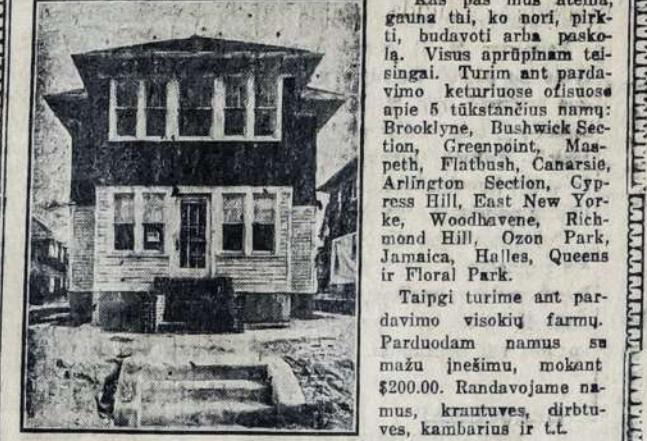 Kas pas mus ateina,
gauna tai, ko nori, pirk-
ti, budavoti arba pasko-
lą. Visus aprūpinam tei-
singai. Turim ant parda-
vimo keturiuose ofisuose
apie 5 tūkstančius namų:
Brooklyne, Bushwick Sec-
tion, Greenpoint, Mas-
peth, Flatbush, Canarsie,
Arlington Section, Cyp-
ress Hill, East New Yor-
ke, Woodhavene, Rich-
mond Hill, Ozon Park,
Jamaica, Halles, Queens
ir Floral Park.
Taipgi turime ant par-
davimo visokių farmų.
Parduodam namus su
mažu įnešimu, mokant
$200.00. Randavojame na-
mus, krautuves, dirbtu-
ves, kambarius ir t.t.